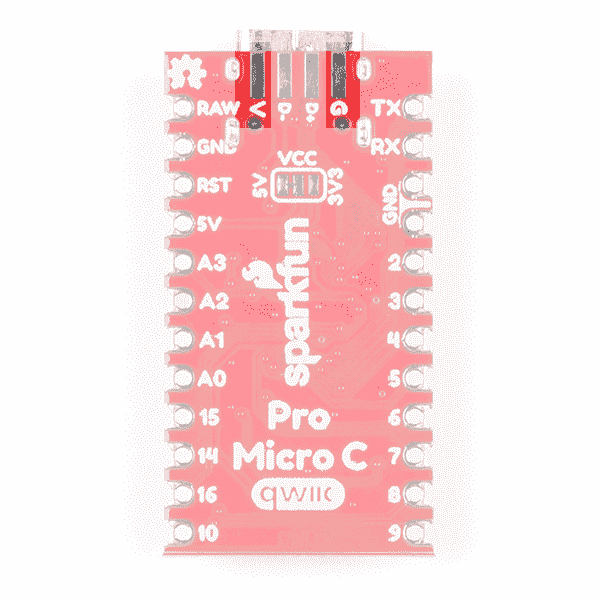 V D- D+ G
RAW TX
GND RX
VCC
5V 3V3
RST GND
5V
A3 2
A2 3
A1 4
A0 5
sparkfun
15 6
Pro
14 7
Micro C
16 8
qwiic
10 9